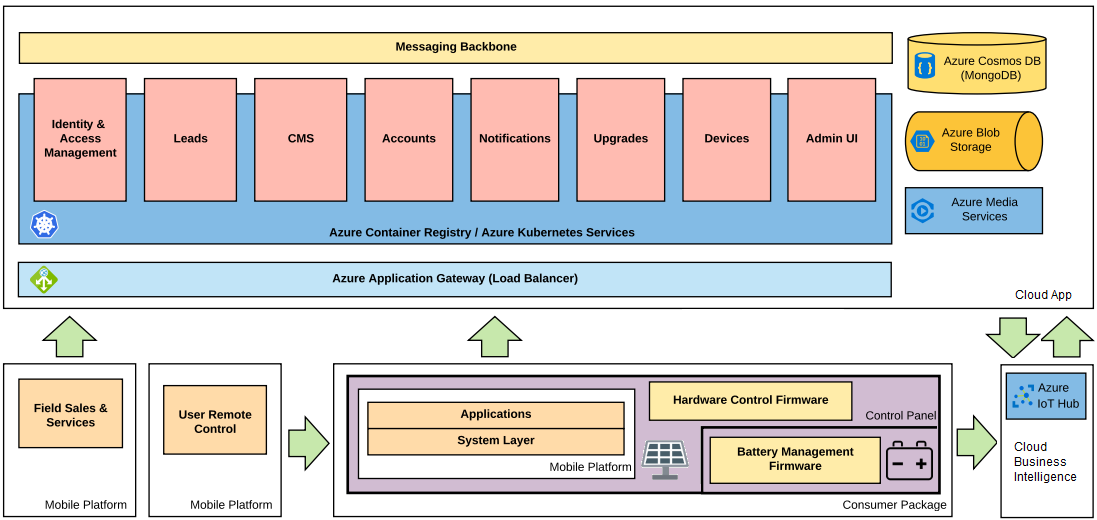 Messaging Backbone
Azure Cosmos DB
(MongoDB)
Identity &
Access
Management
Leads
CMS
Accounts
Notifications
Upgrades
Devices
Admin UI
Azure Blob
Storage
Azure Media
Services
Azure Container Registry / Azure Kubernetes Services
Azure Application Gateway (Load Balancer)
Cloud App
Field Sales &
Services
Mobile Platform
User Remote
Control
Mobile Platform
Applications
System Layer
Mobile Platform
Hardware Control Firmware
Control Panel
Battery Management
Firmware
Consumer Package
Azure
IoT Hub
Cloud
Business
Intelligence